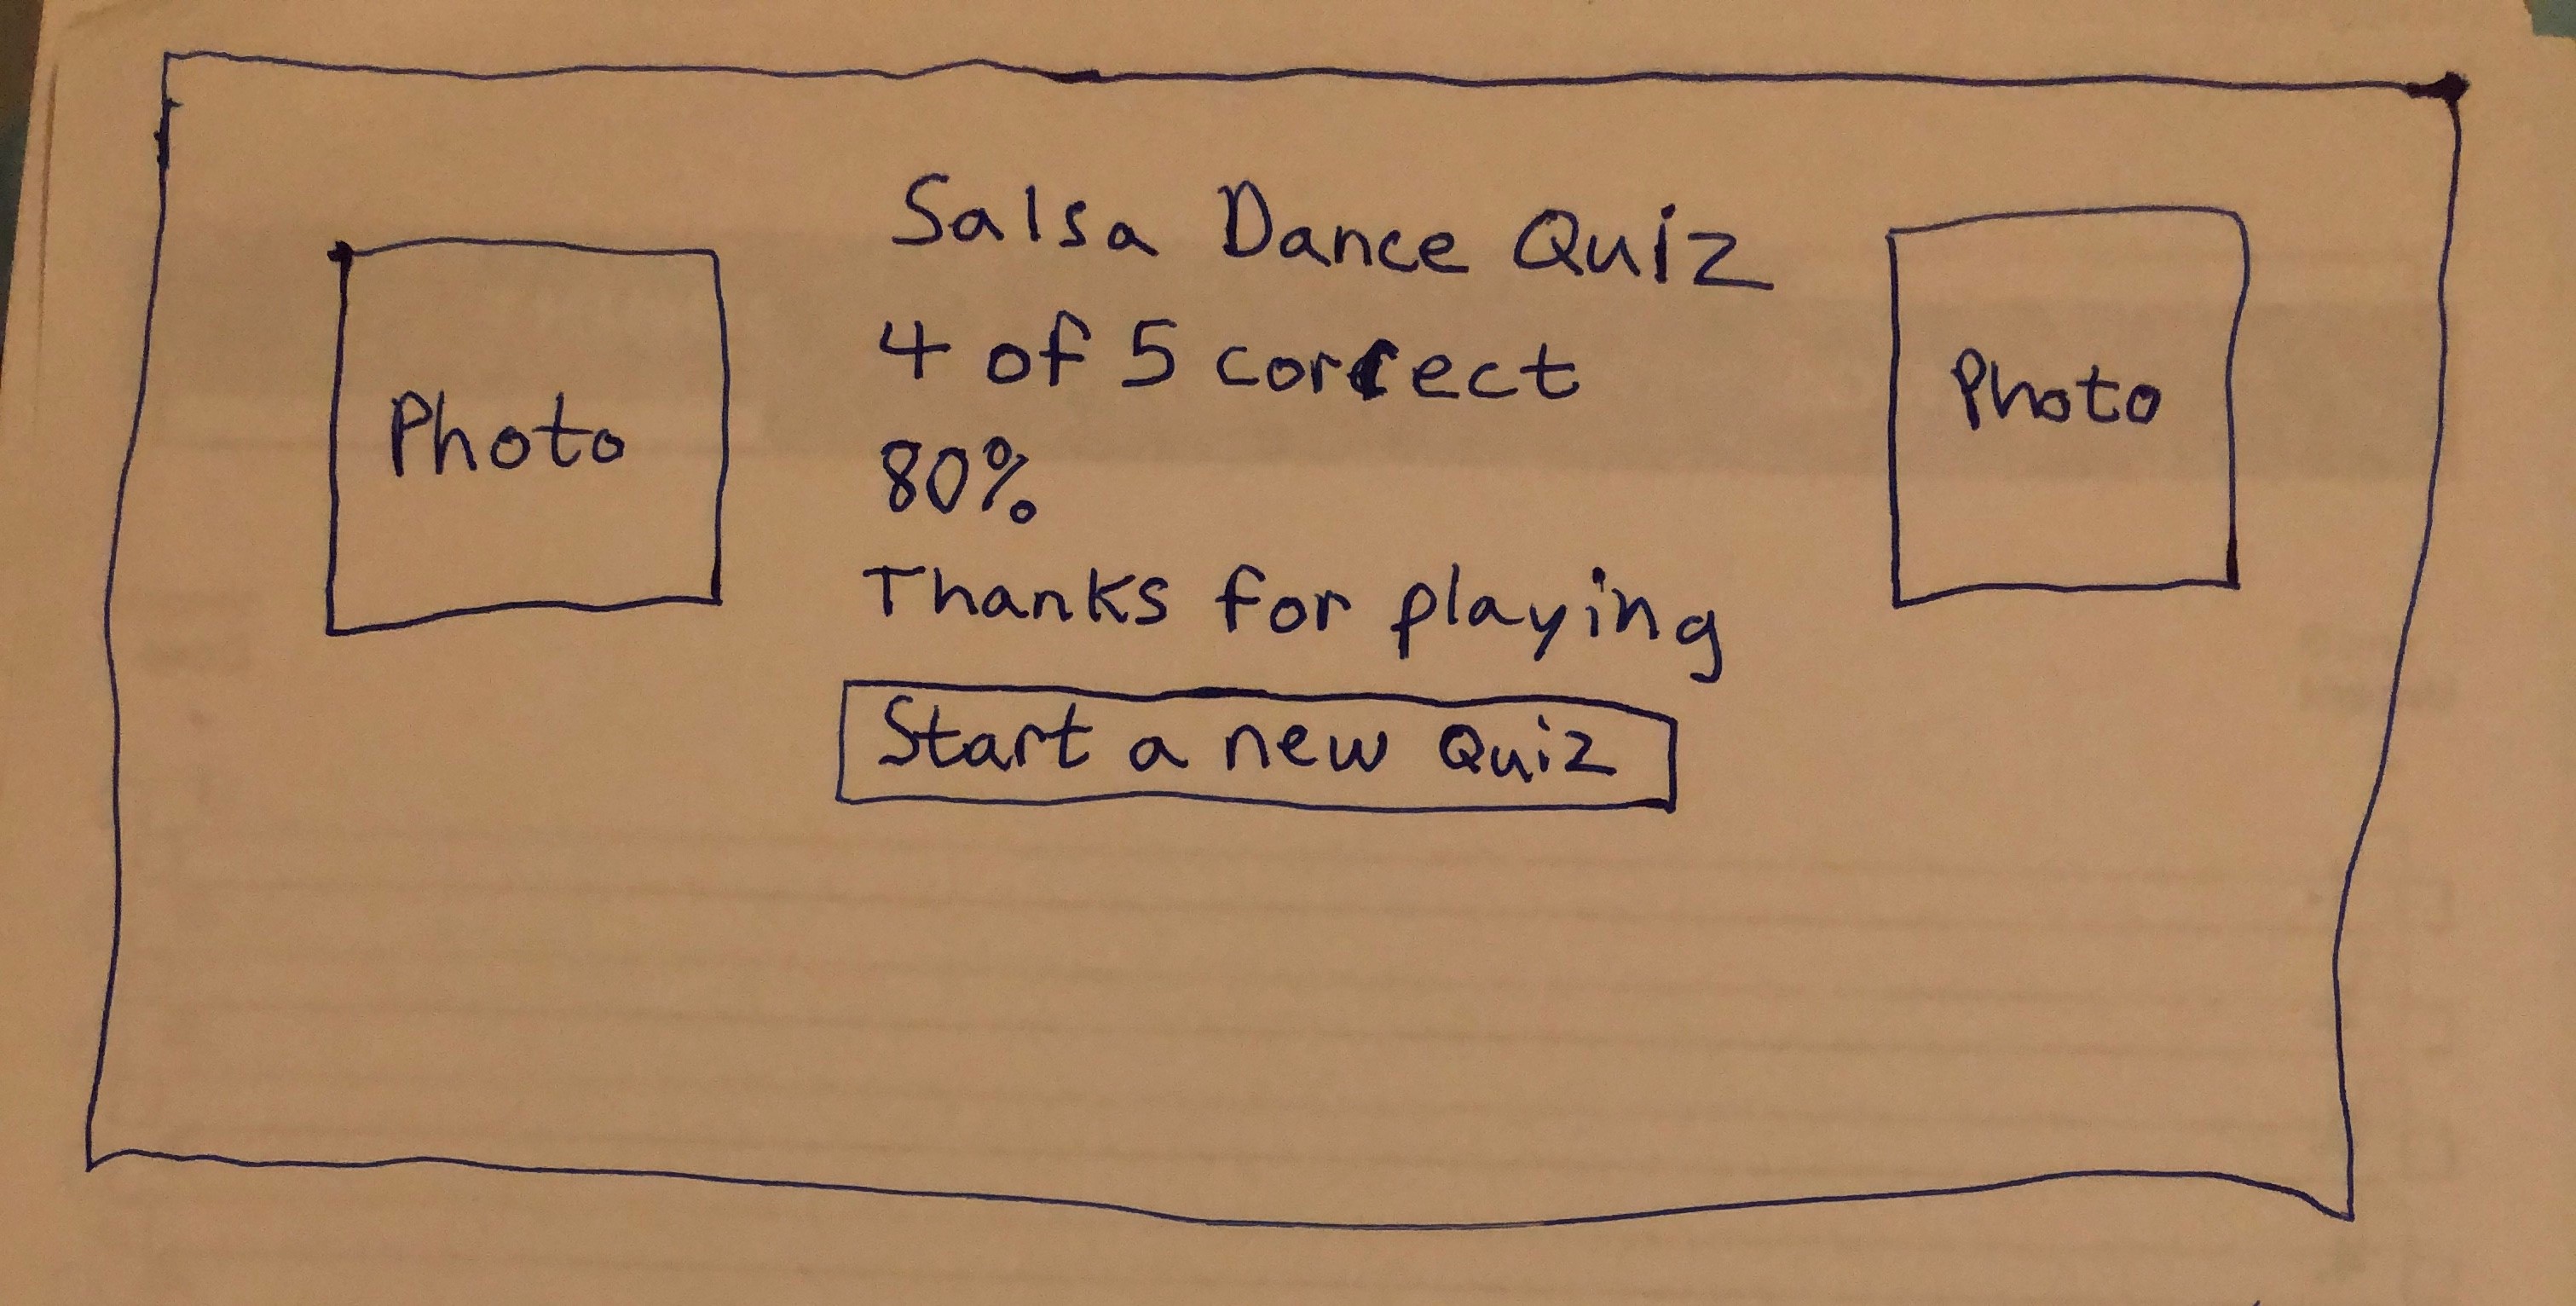 Salsa Dance Quiz
4 of 5 correct
Photo
Photo
80%
Thanks for playing
Start a new Quiz